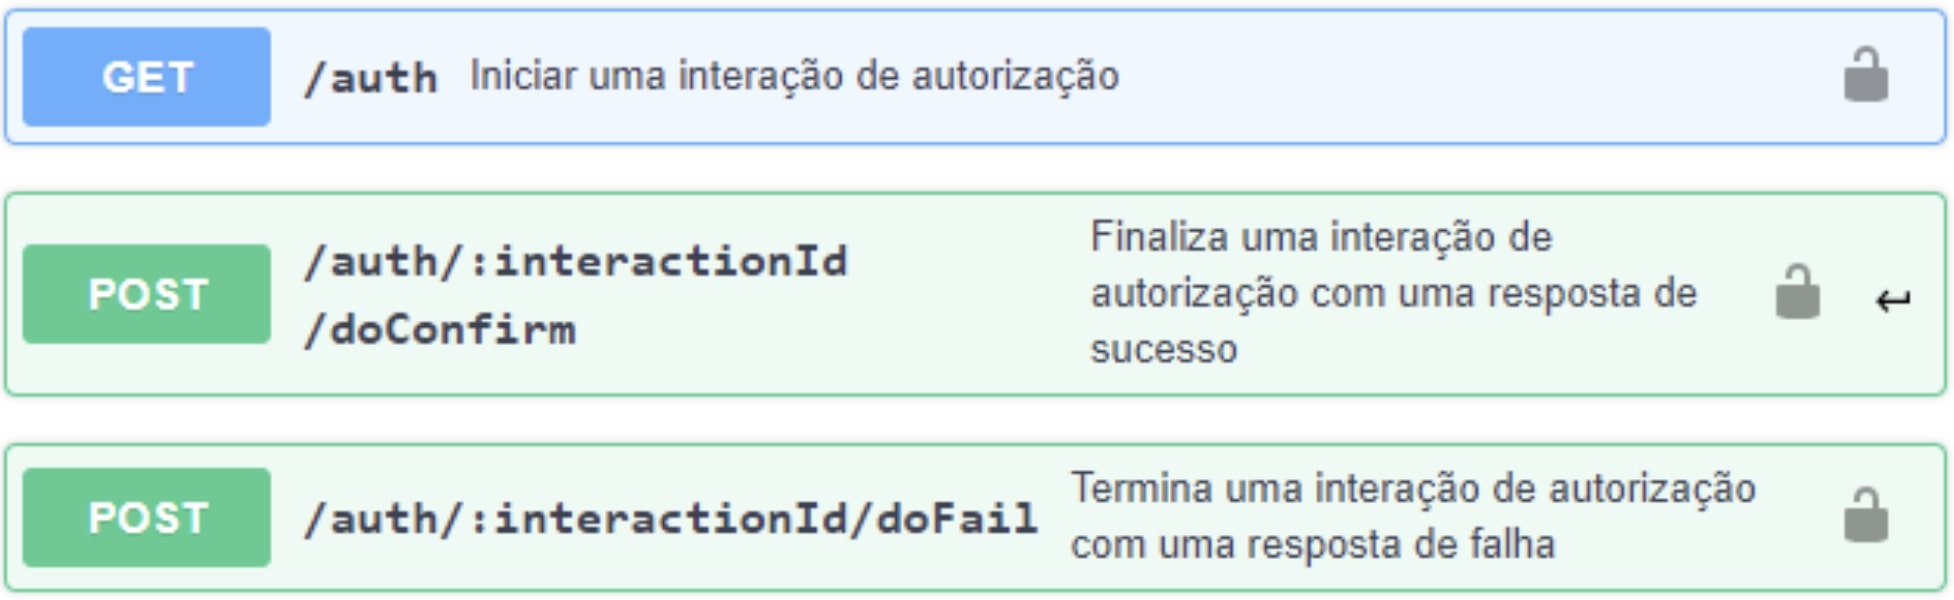 GET /auth Iniciar uma interação de autorização
POST /auth/:interactionId
/doConfirm
Finaliza uma interação de
autorização com uma resposta de
sucesso
POST /auth/:interactionId/doFail
Termina uma interação de autorização
com uma resposta de falha